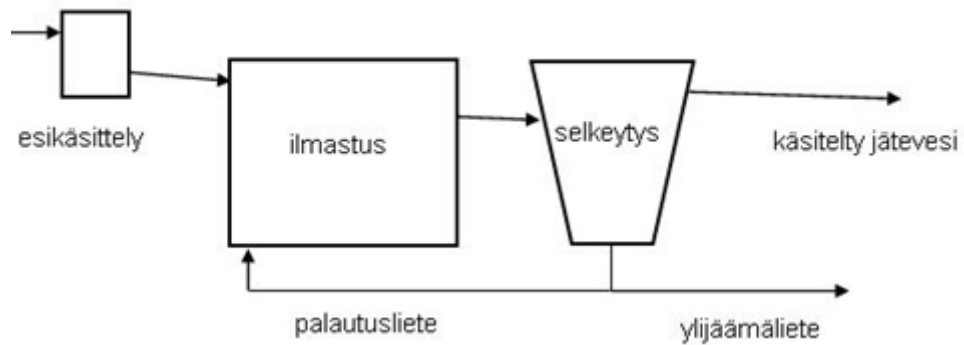 esikäsittely
ilmastus
selkeytys
käsitelty jätevesi
palautusliete
ylijäämäliete